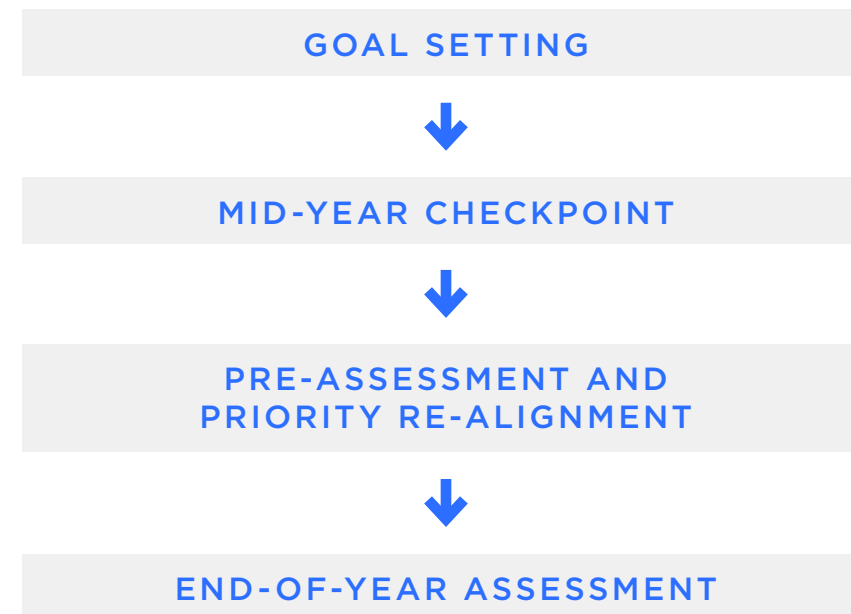 GOAL SETTING
MID-YEAR CHECKPOINT
PRE-ASSESSMENT AND
PRIORITY RE-ALIGNMENT
END-OF-YEAR ASSESSMENT